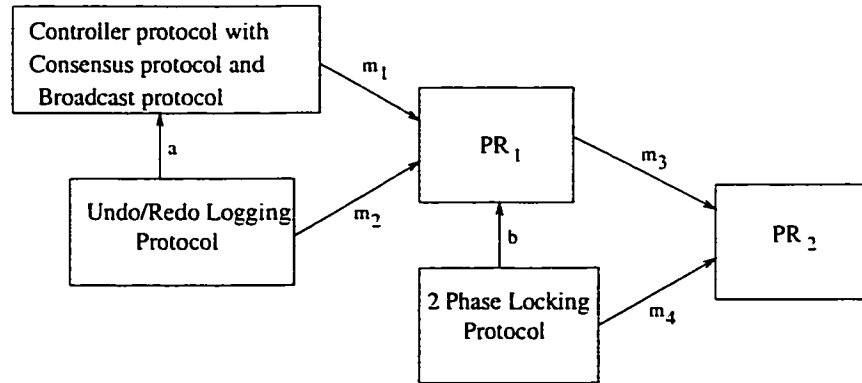 Controller protocol with
Consensus protocol and
Broadcast protocol
m1
PR1
a
m3
Undo/Redo Logging
Protocol
m2
b
PR2
2 Phase Locking
Protocol
m4